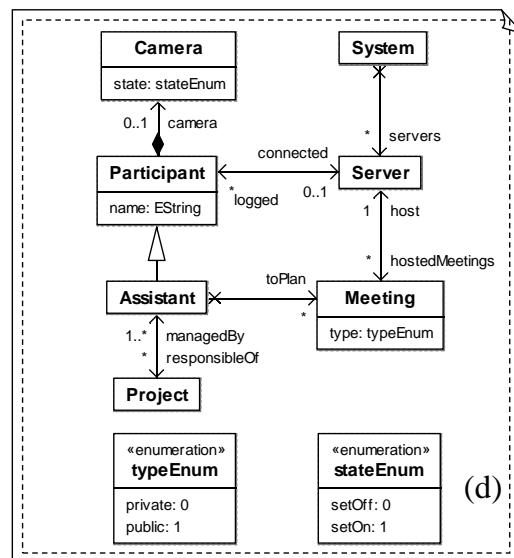 Camera
state: stateEnum
System
0..1 camera
* servers
Participant
name: EString
connected
*logged
0..1
Server
1 host
* hostedMeetings
Assistant
toPlan
*
Meeting
type: typeEnum
1..* managedBy
* responsibleOf
Project
«enumeration»
typeEnum
private: 0
public: 1
«enumeration»
stateEnum
setOff: 0
setOn: 1
(d)